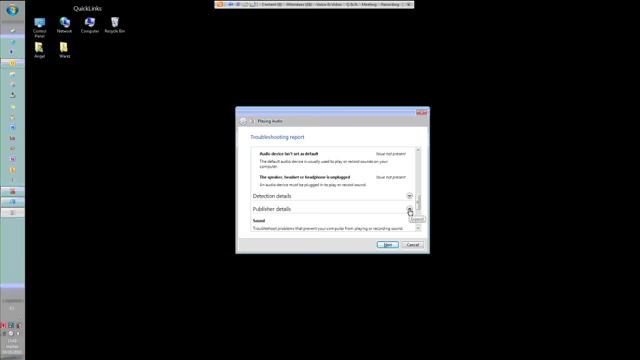 QuickLinks
Control
Panel
Network
Computer
Recycle Bin
Angel
Playing Audio
Troubleshooting report
Audio device isn't set as default
Issue not present
The default audio device is usually used to play or record sounds on your
computer.
The speaker, headset or headphone is unplugged
Issue not present
An audio device must be plugged in to play or record sound.
Detection details
Publisher details
Expand
Sound
Troubleshoot problems that prevent your computer from playing or recording sound.
Next
Cancel